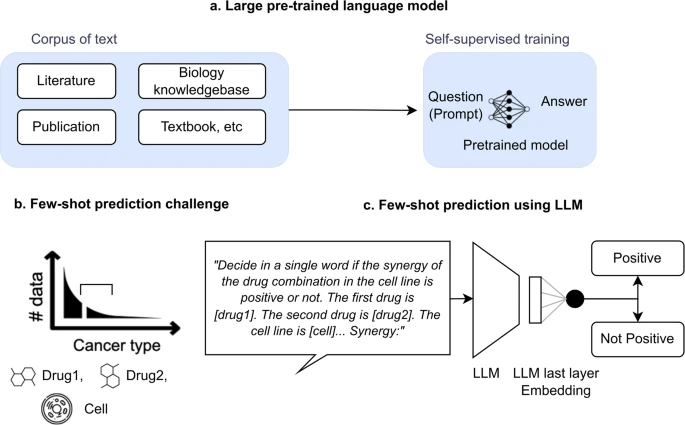 a. Large pre-trained language model
Corpus of text
Literature
Biology
knowledgebase
Publication
Textbook, etc
Self-supervised training
Question
(Prompt)
Answer
Pretrained model
b. Few-shot prediction challenge
# data
Cancer type
Drug1,
Drug2,
Cell
c. Few-shot prediction using LLM
"Decide in a single word if the synergy of
the drug combination in the cell line is
positive or not. The first drug is
[drug1]. The second drug is [drug2]. The
cell line is [cell]... Synergy:"
LLM
LLM last layer
Embedding
Positive
Not Positive